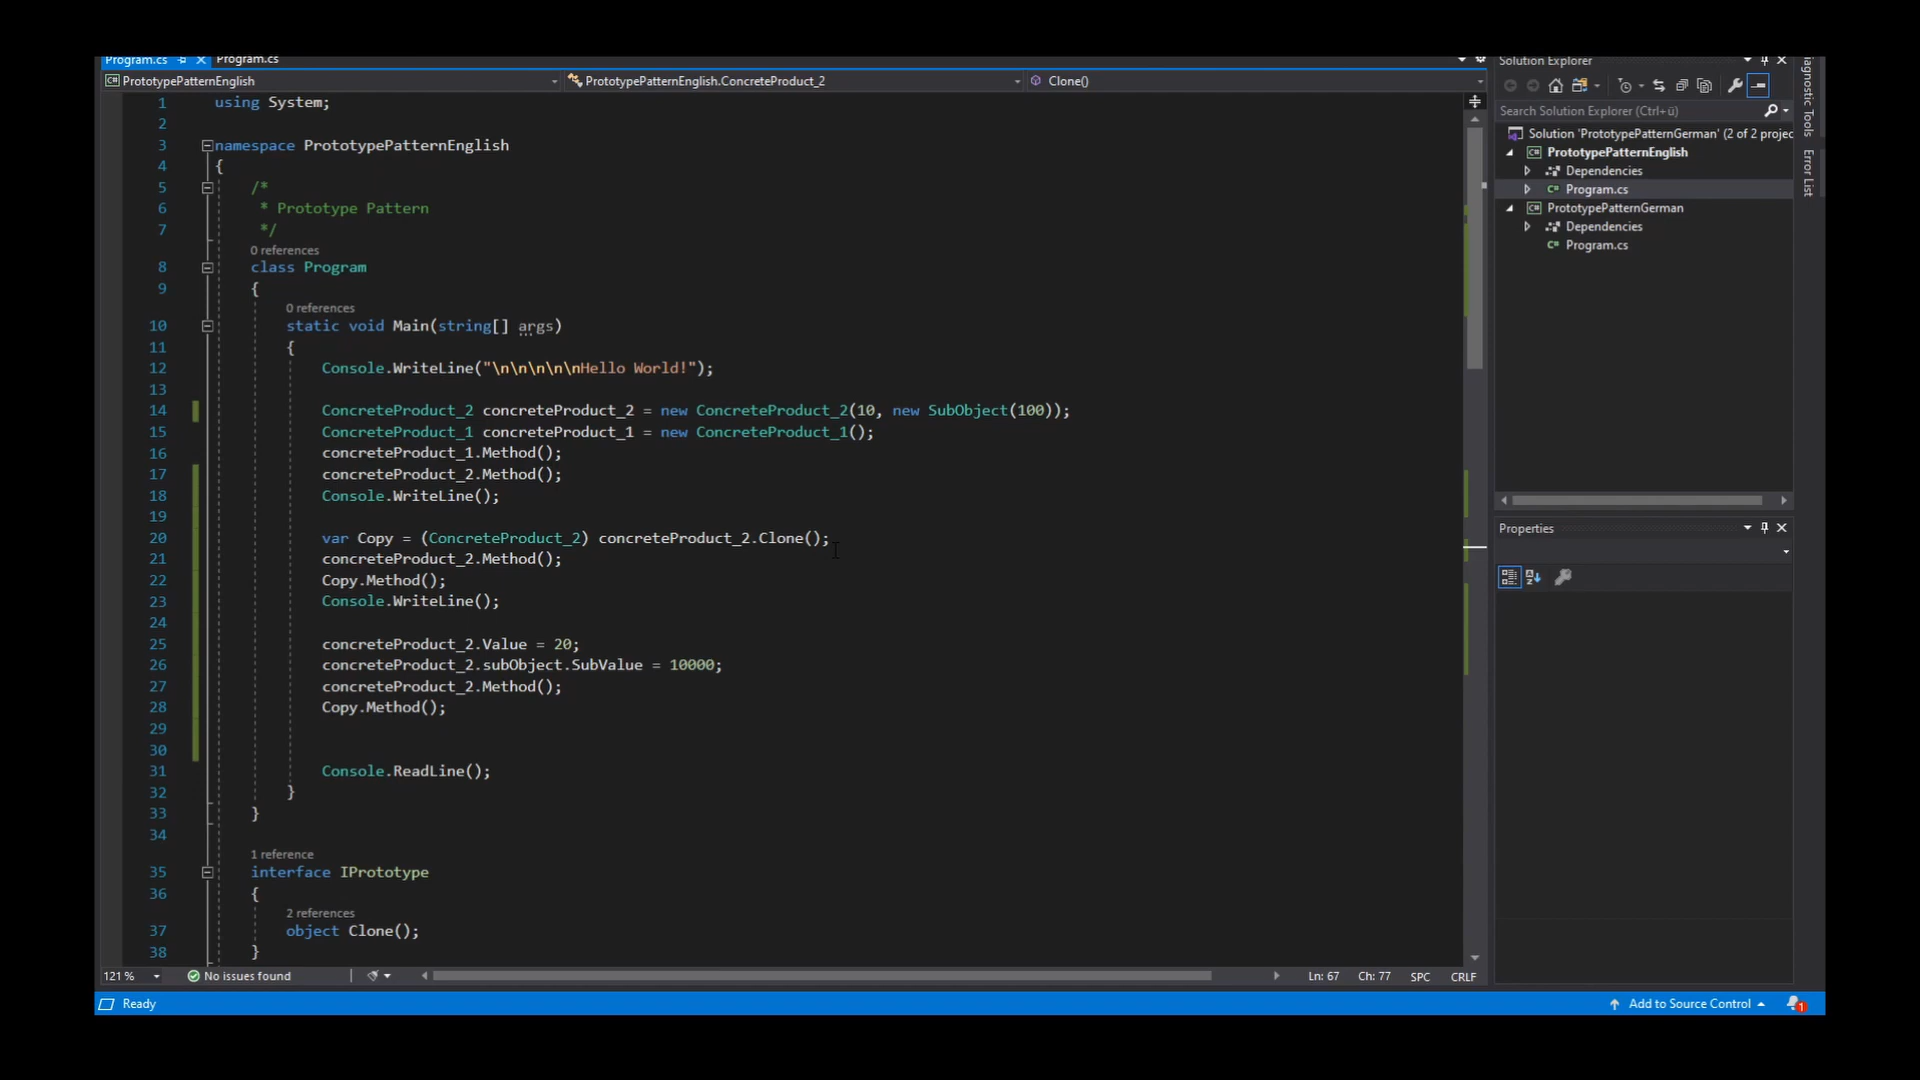 Program.cs
Program.cs
PrototypePatternEnglish
PrototypePatternEnglish.ConcreteProduct_2
Clone()
1 using System;
2
3 namespace PrototypePatternEnglish
4 {
5 /*
6 * Prototype Pattern
7 */
0 references
8 class Program
9 {
0 references
10 static void Main(string[] args)
11 {
12 Console.WriteLine("\n\n\n\n\nHello World!");
13
14 ConcreteProduct_2 concreteProduct_2 = new ConcreteProduct_2(10, new SubObject(100));
15 ConcreteProduct_1 concreteProduct_1 = new ConcreteProduct_1();
16 concreteProduct_1.Method();
17 concreteProduct_2.Method();
18 Console.WriteLine();
19
20 var Copy = (ConcreteProduct_2) concreteProduct_2.Clone();
21 concreteProduct_2.Method();
22 Copy.Method();
23 Console.WriteLine();
24
25 concreteProduct_2.Value = 20;
26 concreteProduct_2.subObject.SubValue = 10000;
27 concreteProduct_2.Method();
28 Copy.Method();
29
30
31 Console.ReadLine();
32 }
33 }
34
1 reference
35 interface IPrototype
36 {
2 references
37 object Clone();
38 }
121 %
No issues found
Ln: 67
Ch: 77
SPC
CRLF
Ready
Add to Source Control
1
Solution Explorer
Search Solution Explorer (Ctrl+ü)
Solution 'PrototypePatternGerman' (2 of 2 projec
PrototypePatternEnglish
Dependencies
Program.cs
PrototypePatternGerman
Dependencies
Program.cs
Properties
iagnostic Tools
Error List